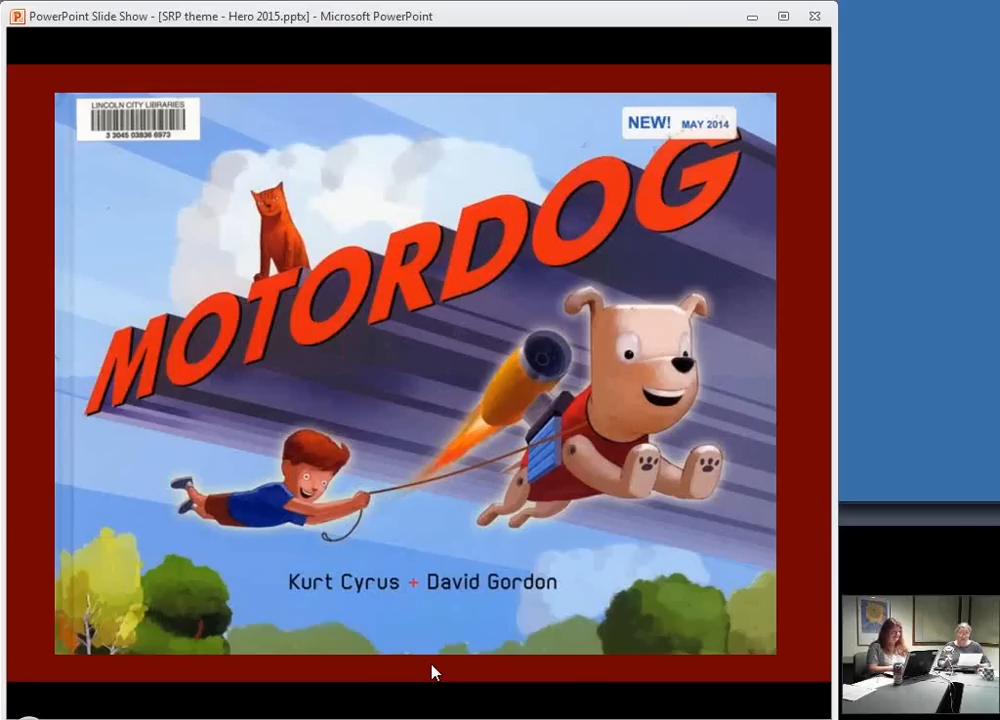 PowerPoint Slide Show - [SRP theme - Hero 2015.pptx] - Microsoft PowerPoint
LINCOLN CITY LIBRARIES
3 3045 03836 6973
NEW! MAY 2014
MOTORDOG
Kurt Cyrus + David Gordon